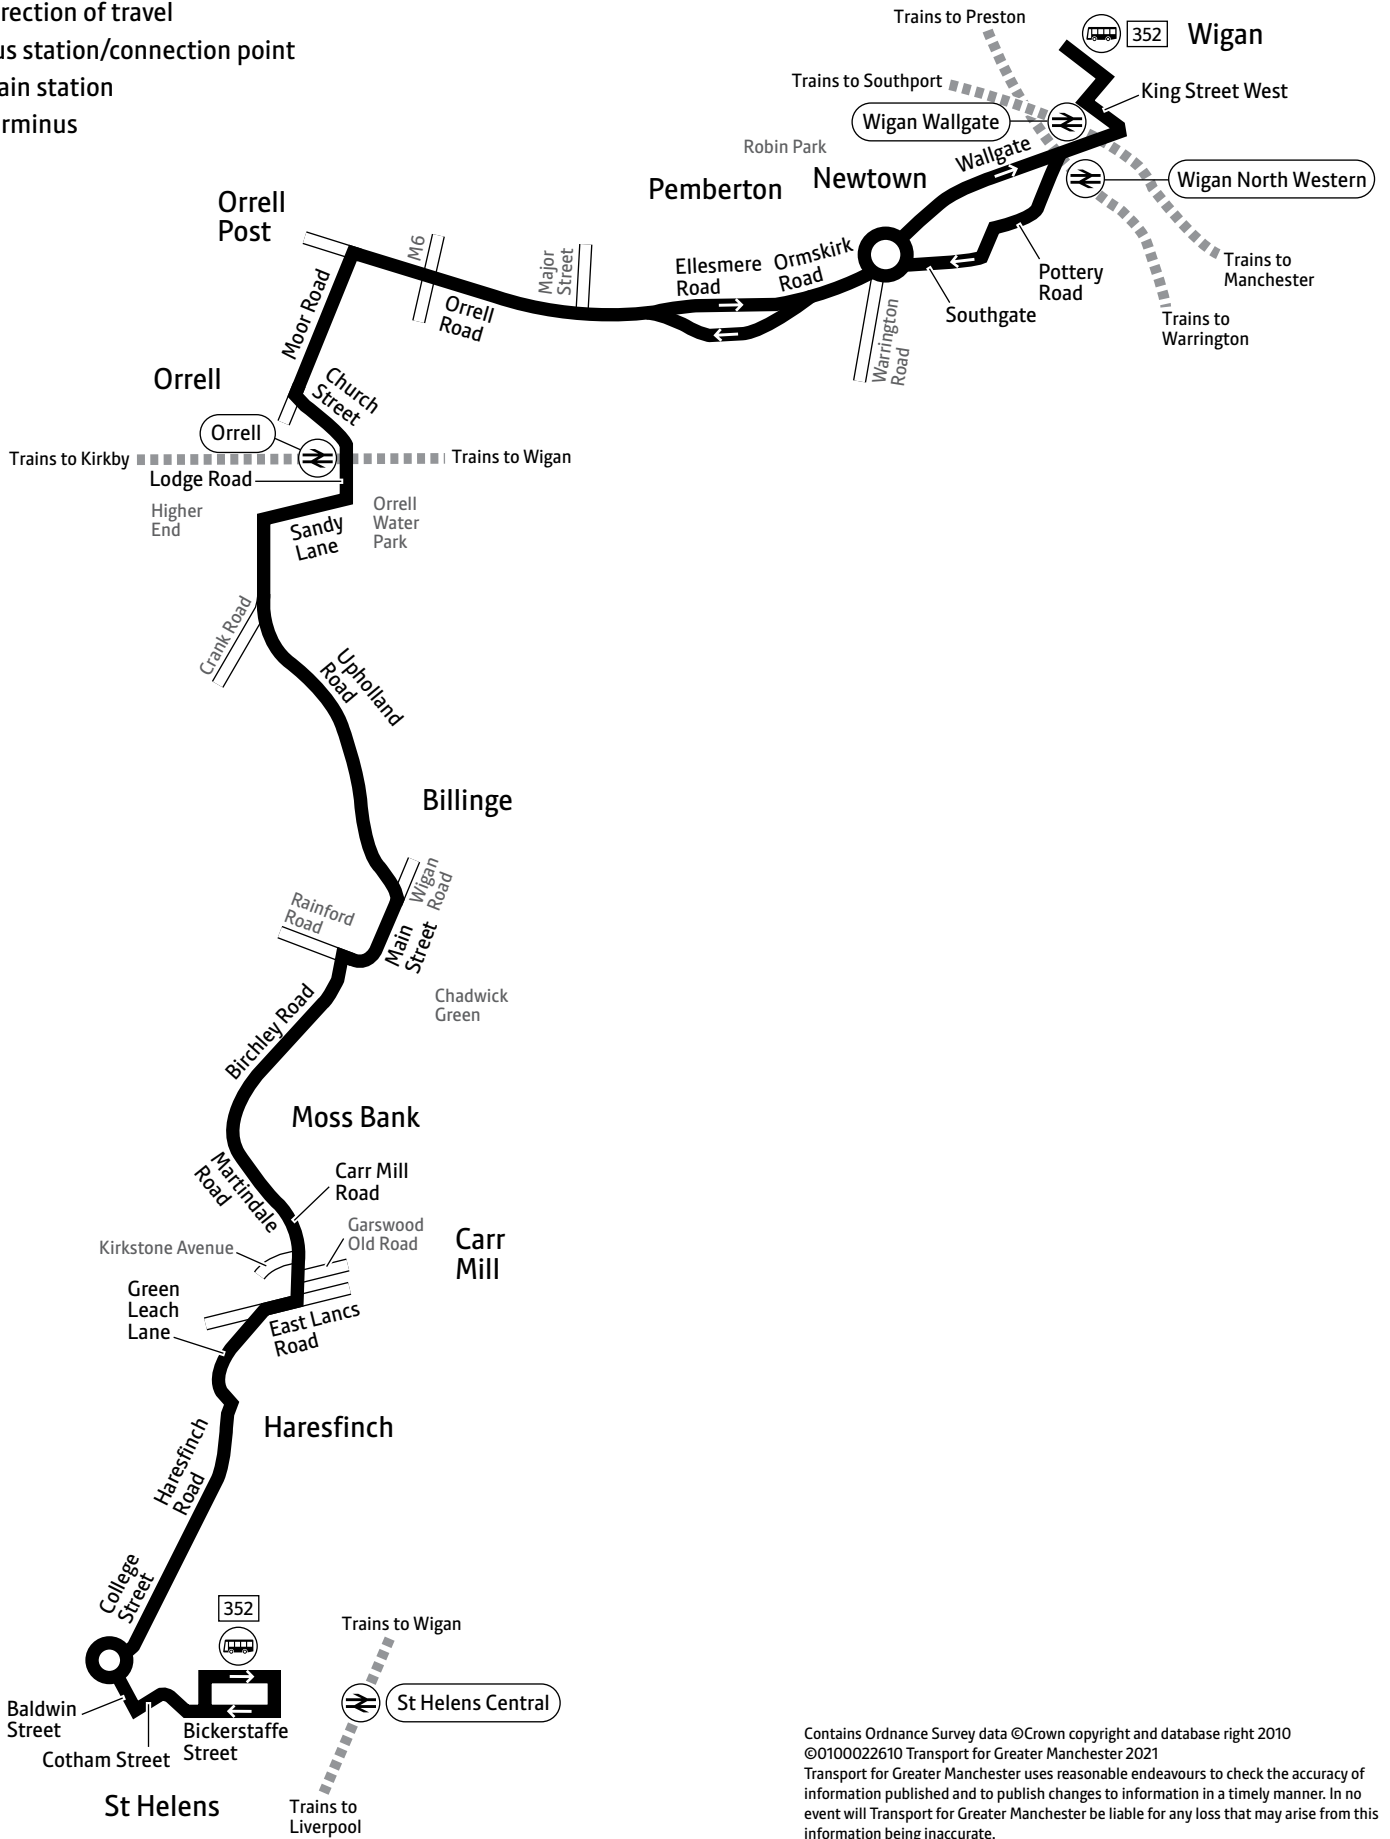 rection of travel
us station/connection point
ain station
rminus
Trains to Preston
352
Wigan
Trains to Southport
King Street West
Wigan Wallgate
Robin Park
Wallgate
Newtown
Pemberton
Wigan North Western
Orrell
Post
M6
Major
Street
Ellesmere
Road
Ormskirk
Road
Trains to
Manchester
Pottery
Road
Southgate
Orrell
Road
Moor Road
Warrington
Road
Trains to
Warrington
Orrell
Church
Street
Orrell
Trains to Kirkby
Trains to Wigan
Lodge Road
Higher
End
Orrell
Water
Park
Sandy
Lane
Crank Road
Upholland
Road
Billinge
Wigan
Road
Rainford
Road
Main
Street
Chadwick
Green
Birchley Road
Moss Bank
Martindale
Road
Carr Mill
Road
Garswood
Old Road
Kirkstone Avenue
Carr
Mill
Green
Leach
Lane
East Lancs
Road
Haresfinch
Haresfinch
Road
College
Street
352
Trains to Wigan
St Helens Central
Baldwin
Street
Cotham Street
Bickerstaffe
Street
St Helens
Trains to
Liverpool
Contains Ordnance Survey data ©Crown copyright and database right 2010
©0100022610 Transport for Greater Manchester 2021
Transport for Greater Manchester uses reasonable endeavours to check the accuracy of
information published and to publish changes to information in a timely manner. In no
event will Transport for Greater Manchester be liable for any loss that may arise from this
information being inaccurate.